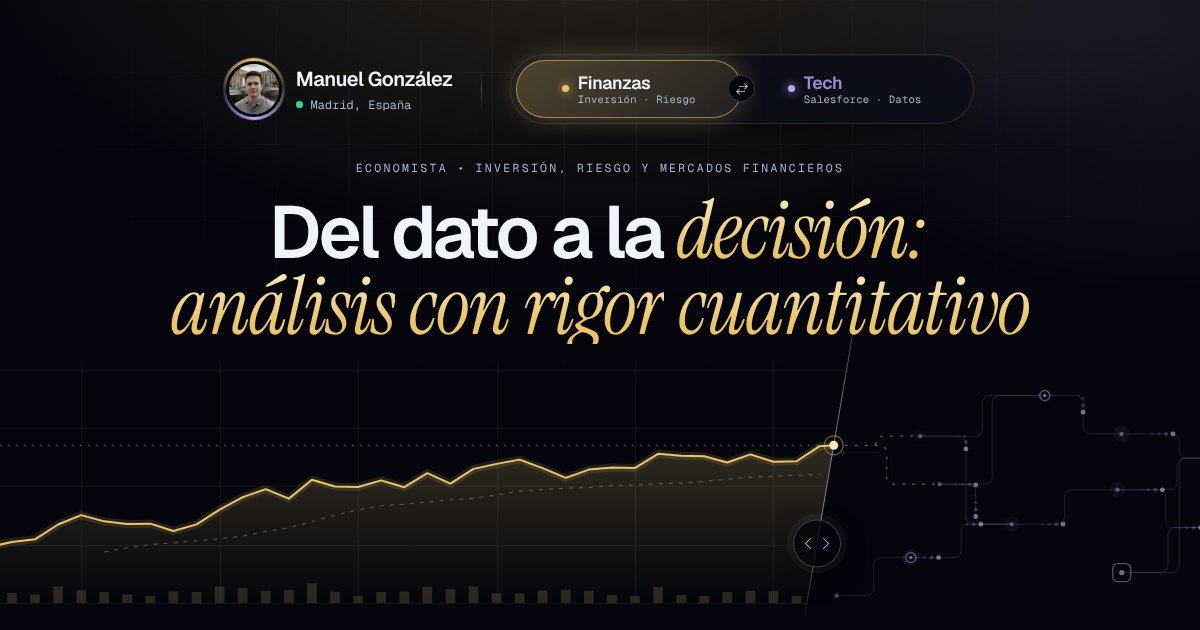 Manuel González
Madrid, España
Finanzas
Inversión · Riesgo
Tech
Salesforce · Datos
ECONOMISTA · INVERSIÓN, RIESGO Y MERCADOS FINANCIEROS
Del dato a la decisión:
análisis con rigor cuantitativo